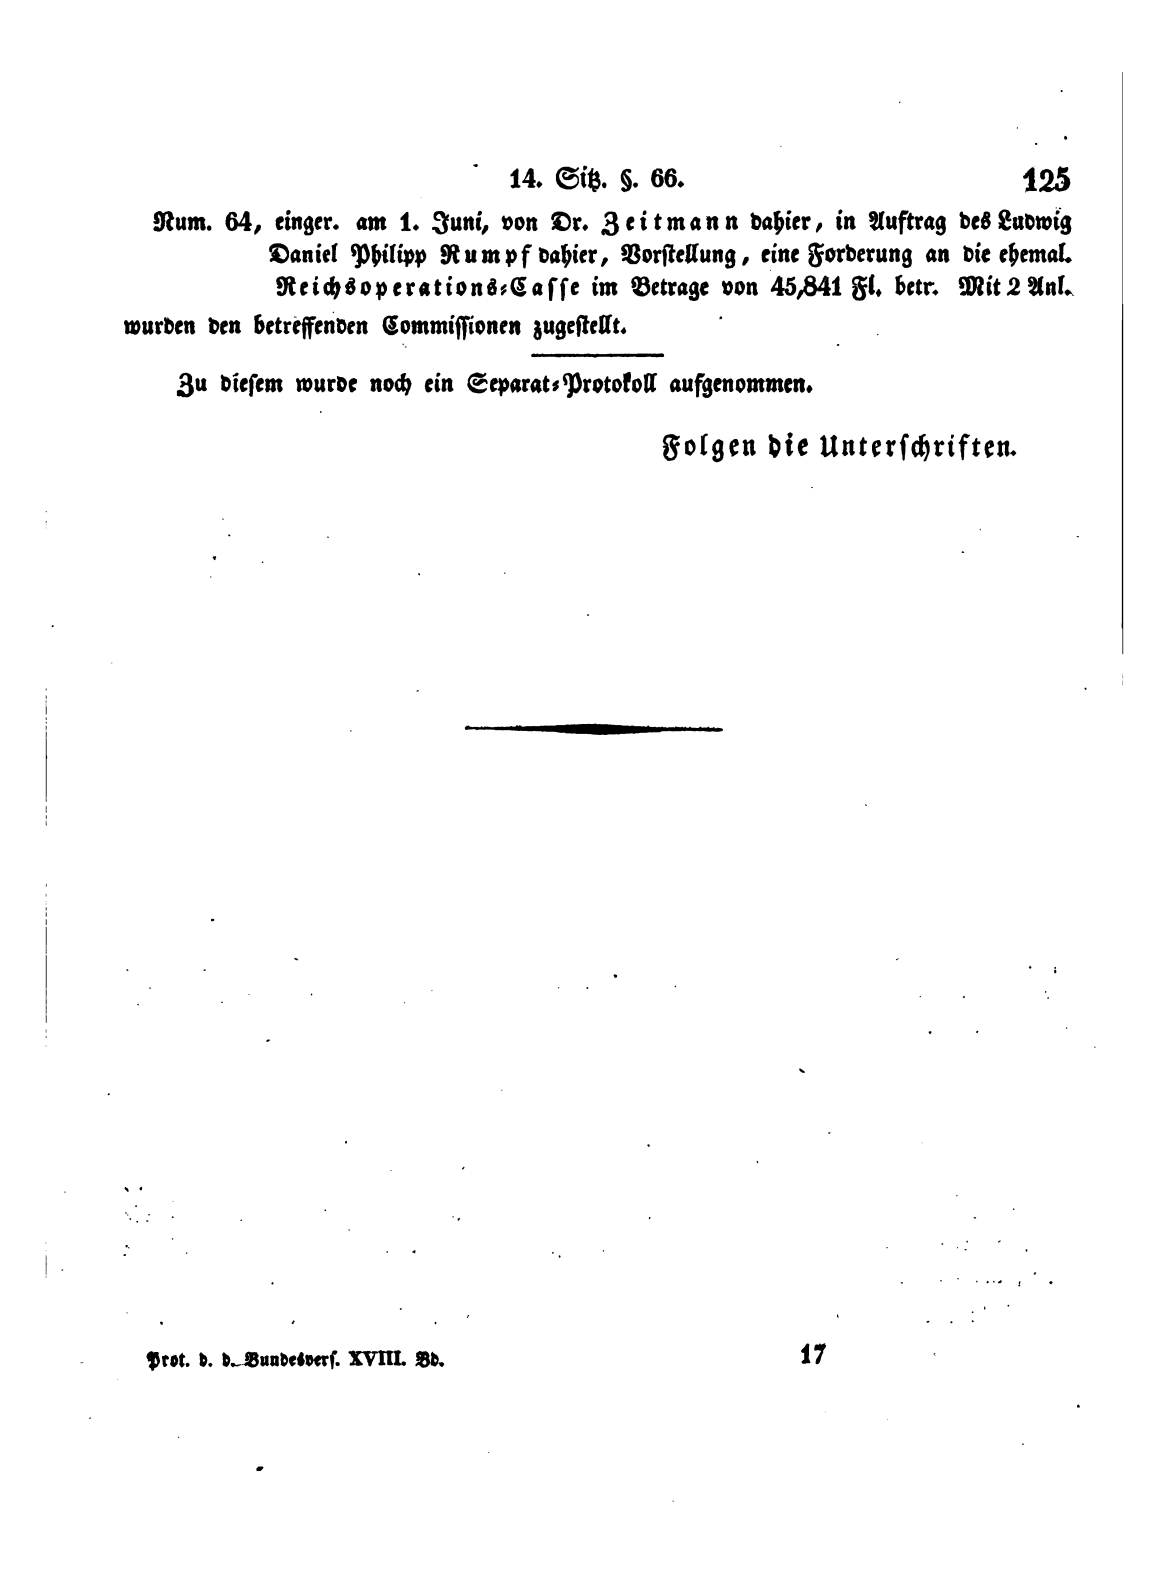 14. Sitz. §. 66. 125
Num. 64, einger. am 1. Juni, von Dr. Zeitmann dahier, in Auftrag des Ludwig
Daniel Philipp Rumpf dahier, Vorſtellung, eine Forderung an die ehemal.
Reichsoperations-Caſſe im Betrage von 45,841 Fl. betr. Mit 2 Anl.
wurden den betreffenden Commiſſionen zugeſtellt.
Zu dieſem wurde noch ein Separat-Protokoll aufgenommen.
Folgen die Unterſchriften.
Prot. d. d. Bundesverſ. XVIII. Bd. 17